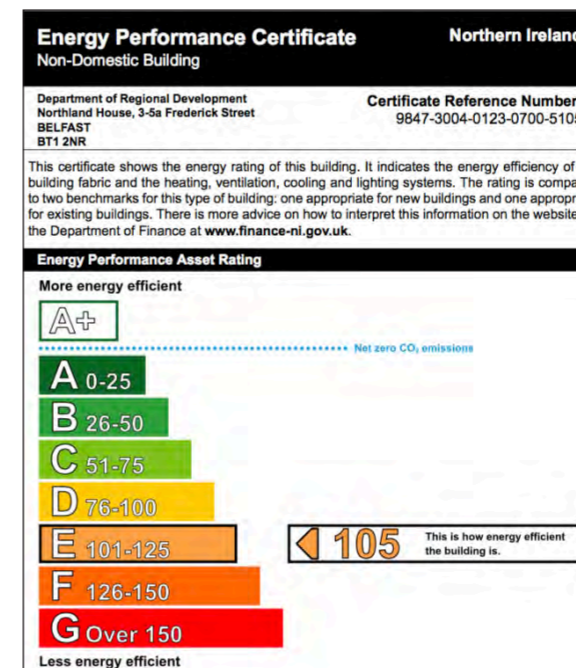 Energy Performance Certificate
Northern Ireland
Non-Domestic Building
Department of Regional Development
Northland House, 3-5a Frederick Street
BELFAST
BT1 2NR
Certificate Reference Number
9847-3004-0123-0700-5105
This certificate shows the energy rating of this building. It indicates the energy efficiency of
building fabric and the heating, ventilation, cooling and lighting systems. The rating is compa
to two benchmarks for this type of building: one appropriate for new buildings and one appropr
for existing buildings. There is more advice on how to interpret this information on the website
the Department of Finance at www.finance-ni.gov.uk.
Energy Performance Asset Rating
More energy efficient
A+
Net zero CO₂ emissions
A 0-25
B 26-50
C 51-75
D 76-100
E 101-125
105
This is how energy efficient
the building is.
F 126-150
G Over 150
Less energy efficient